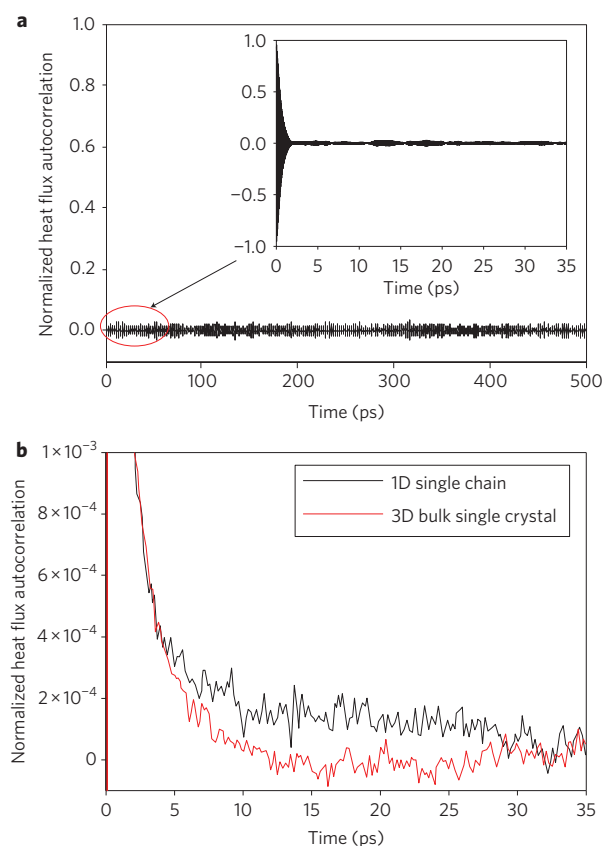 a
Normalized heat flux autocorrelation
1.0
0.8
0.6
0.4
0.2
0.0
0 100 200 300 400 500
Time (ps)
1.0
0.5
0.0
−0.5
−1.0
0 5 10 15 20 25 30 35
Time (ps)
b
Normalized heat flux autocorrelation
1 × 10⁻³
8 × 10⁻⁴
6 × 10⁻⁴
4 × 10⁻⁴
2 × 10⁻⁴
0
0 5 10 15 20 25 30 35
Time (ps)
1D single chain
3D bulk single crystal